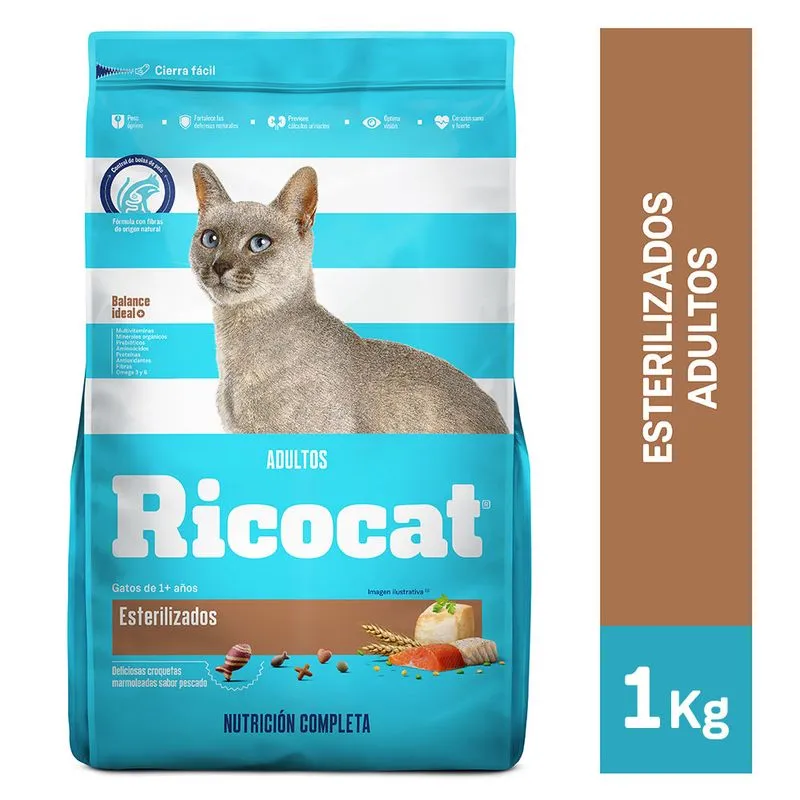 Cierra fácil
Peso
óptimo
Fortalece las
defensas naturales
Previene
cálculos urinarios
Óptima
visión
Corazón sano
y fuerte
Control de bolas de pelo
Fórmula con fibras
de origen natural
Balance
ideal
Multivitaminas
Minerales orgánicos
Prebióticos
Aminoácidos
Proteínas
Antioxidantes
Fibras
Omega 3 y 6
ADULTOS
Ricocat®
Gatos de 1+ años
Imagen ilustrativa
Esterilizados
Deliciosas croquetas
marmoleadas sabor pescado
NUTRICIÓN COMPLETA
ESTERILIZADOS
ADULTOS
1Kg